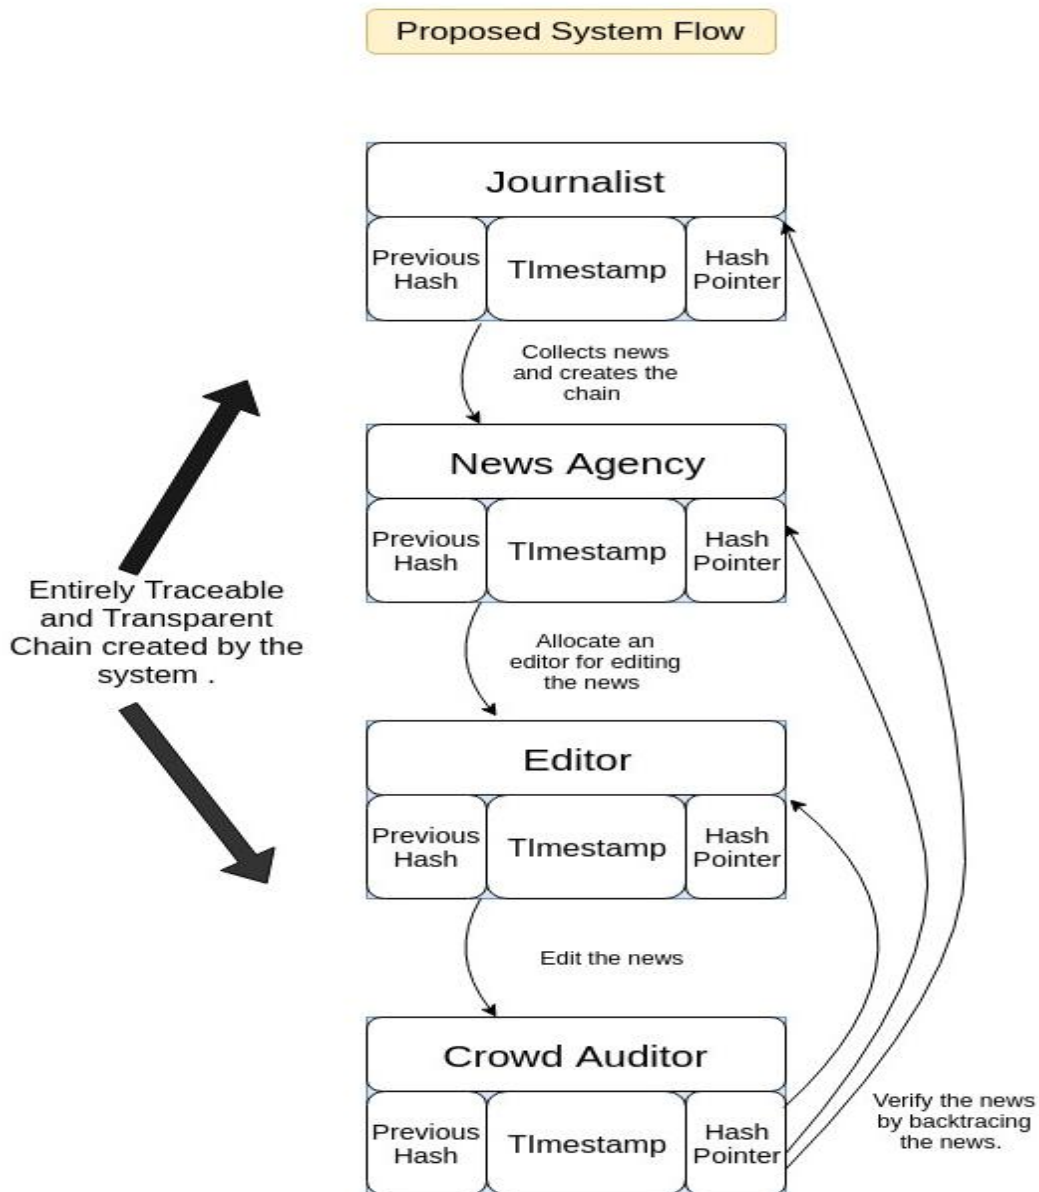 Proposed System Flow
Journalist
Previous
Hash
TImestamp
Hash
Pointer
Collects news
and creates the
chain
News Agency
Previous
Hash
TImestamp
Hash
Pointer
Entirely Traceable
and Transparent
Chain created by the
system .
Allocate an
editor for editing
the news
Editor
Previous
Hash
TImestamp
Hash
Pointer
Edit the news
Crowd Auditor
Previous
Hash
TImestamp
Hash
Pointer
Verify the news
by backtracing
the news.